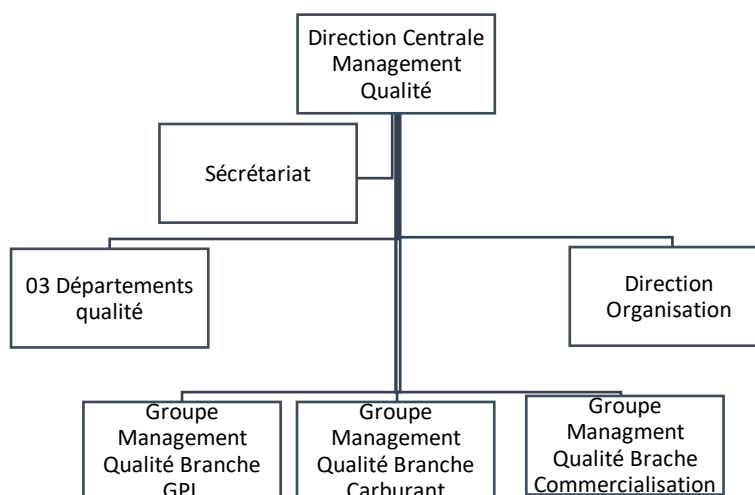 Direction Centrale
Management
Qualité
Sécrétariat
03 Départements
qualité
Direction
Organisation
Groupe
Management
Qualité Branche
GPL
Groupe
Management
Qualité Branche
Carburant
Groupe
Managment
Qualité Brache
Commercialisation